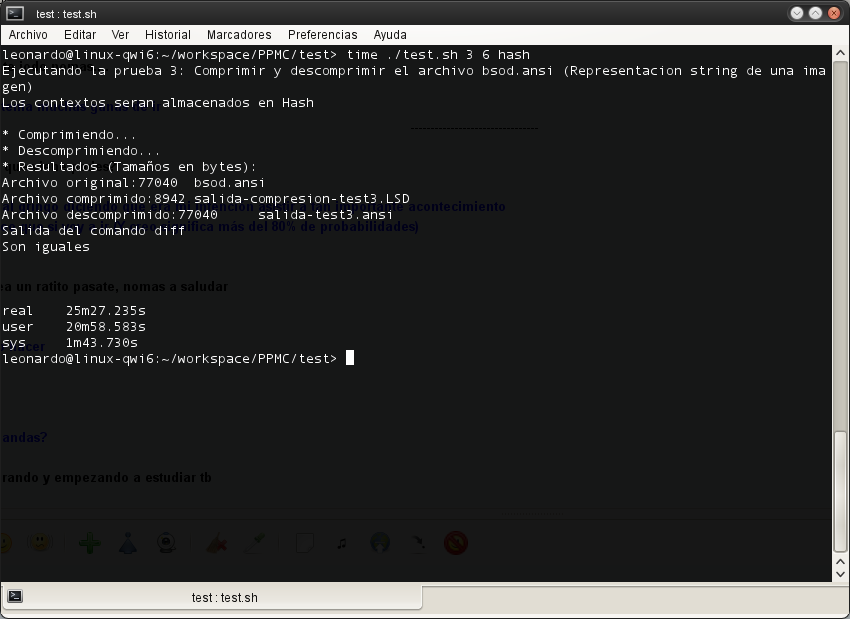 test : test.sh
Archivo Editar Ver Historial Marcadores Preferencias Ayuda
leonardo@linux-qwi6:~/workspace/PPMC/test> time ./test.sh 3 6 hash
Ejecutando la prueba 3: Comprimir y descomprimir el archivo bsod.ansi (Representacion string de una ima
gen)
Los contextos seran almacenados en Hash
* Comprimiendo...
* Descomprimiendo...
* Resultados (Tamaños en bytes):
Archivo original:77040 bsod.ansi
Archivo comprimido:8942 salida-compresion-test3.LSD
Archivo descomprimido:77040 salida-test3.ansi
acontecimiento
Salida del comando diff
más del 80% de probabilidades)
Son iguales
ea un ratito pasate, nomas a saludar
real 25m27.235s
user 20m58.583s
sys 1m43.730s
leonardo@linux-qwi6:~/workspace/PPMC/test>
andas?
rando y empezando a estudiar tb
test : test.sh